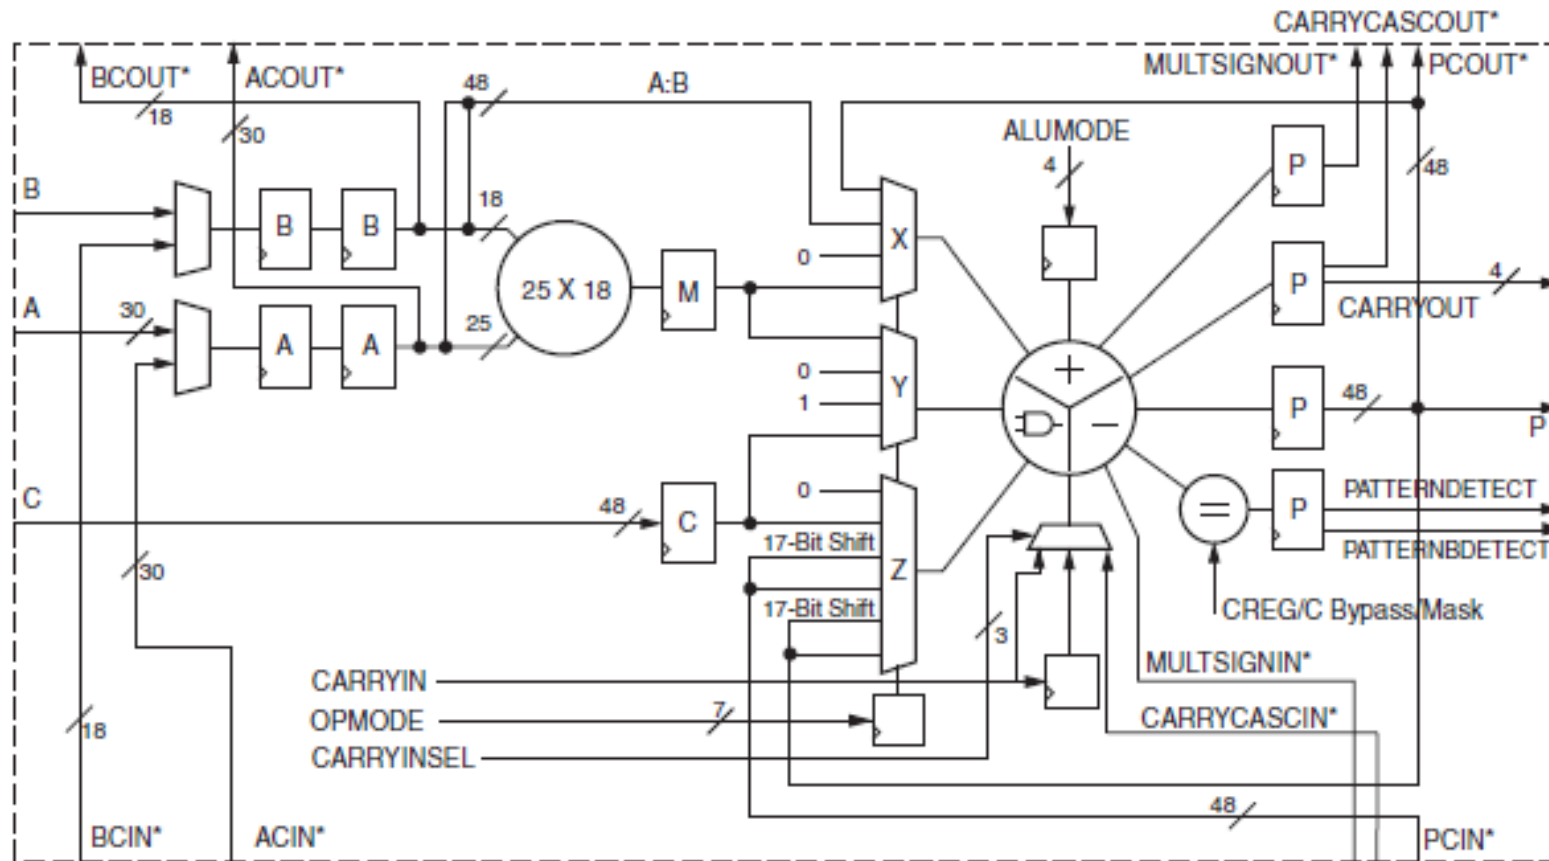 CARRYCASCOUT*
BCOUT* ACOUT* 48 A:B MULTSIGNOUT* PCOUT*
18 30 ALUMODE
4 48
B 18 B B P
X
0
25 X 18 M P 4
A 30 25 CARRYOUT
A A
0 Y +
1 − 48 P
P
C 48 C 0 = P PATTERNDETECT
17-Bit Shift PATTERNBDETECT
30 Z
17-Bit Shift 3 CREG/C Bypass/Mask
CARRYIN MULTSIGNIN*
OPMODE 7 CARRYCASCIN*
18
CARRYINSEL
48
BCIN* ACIN* PCIN*